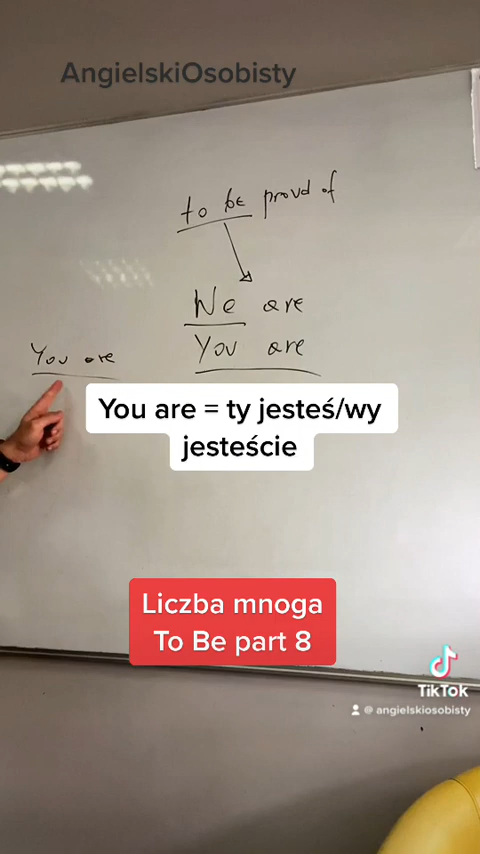 AngielskiOsobisty
to be proud of
We are
You are
You are
You are = ty jesteś/wy
jesteście
Liczba mnoga
To Be part 8
TikTok
@ angielskiosobisty